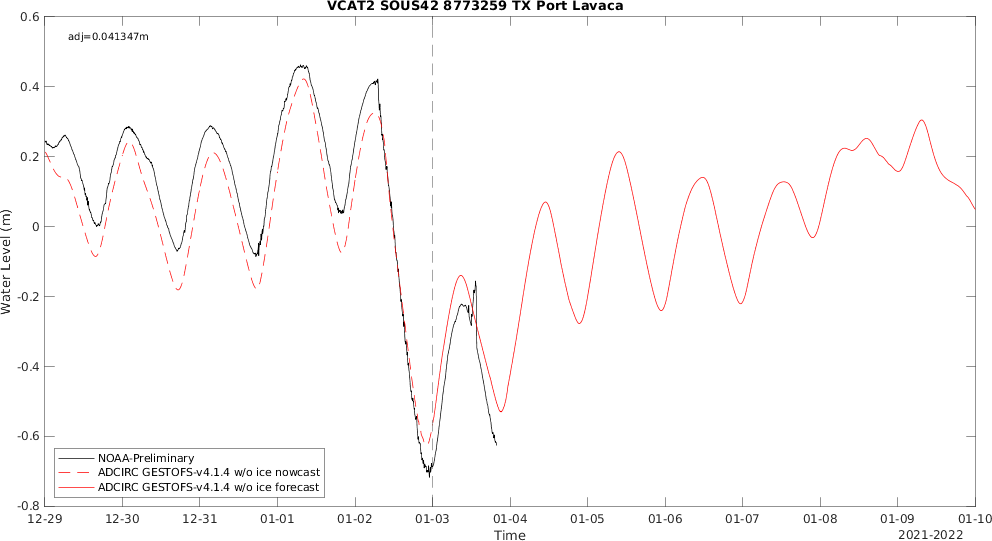 VCAT2 SOUS42 8773259 TX Port Lavaca
adj=0.041347m
0.6
0.4
0.2
0
-0.2
-0.4
-0.6
-0.8
Water Level (m)
NOAA-Preliminary
ADCIRC GESTOFS-v4.1.4 w/o ice nowcast
ADCIRC GESTOFS-v4.1.4 w/o ice forecast
12-29 12-30 12-31 01-01 01-02 01-03 01-04 01-05 01-06 01-07 01-08 01-09 01-10
Time
2021-2022